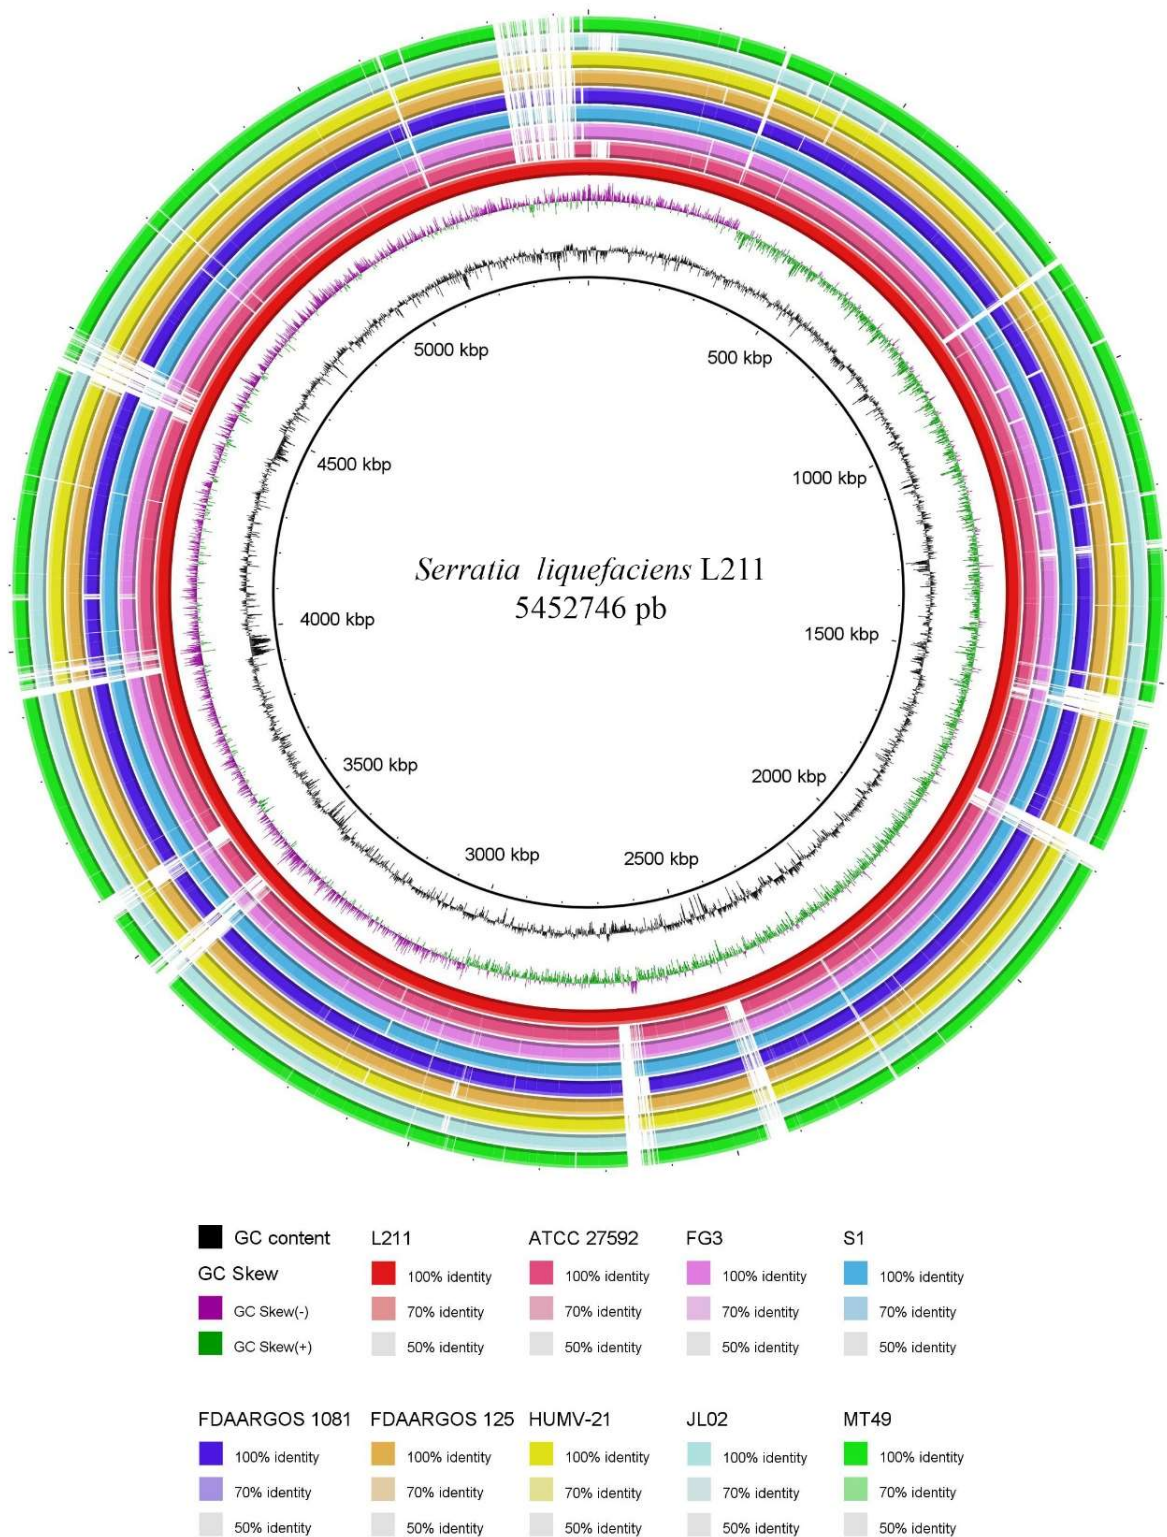 5000 kbp
500 kbp
4500 kbp
1000 kbp
Serratia liquefaciens L211
5452746 pb
4000 kbp
1500 kbp
3500 kbp
2000 kbp
3000 kbp
2500 kbp
GC content
L211
ATCC 27592
FG3
S1
GC Skew
100% identity
100% identity
100% identity
100% identity
GC Skew(-)
70% identity
70% identity
70% identity
70% identity
GC Skew(+)
50% identity
50% identity
50% identity
50% identity
FDAARGOS 1081
FDAARGOS 125
HUMV-21
JL02
MT49
100% identity
100% identity
100% identity
100% identity
100% identity
70% identity
70% identity
70% identity
70% identity
70% identity
50% identity
50% identity
50% identity
50% identity
50% identity